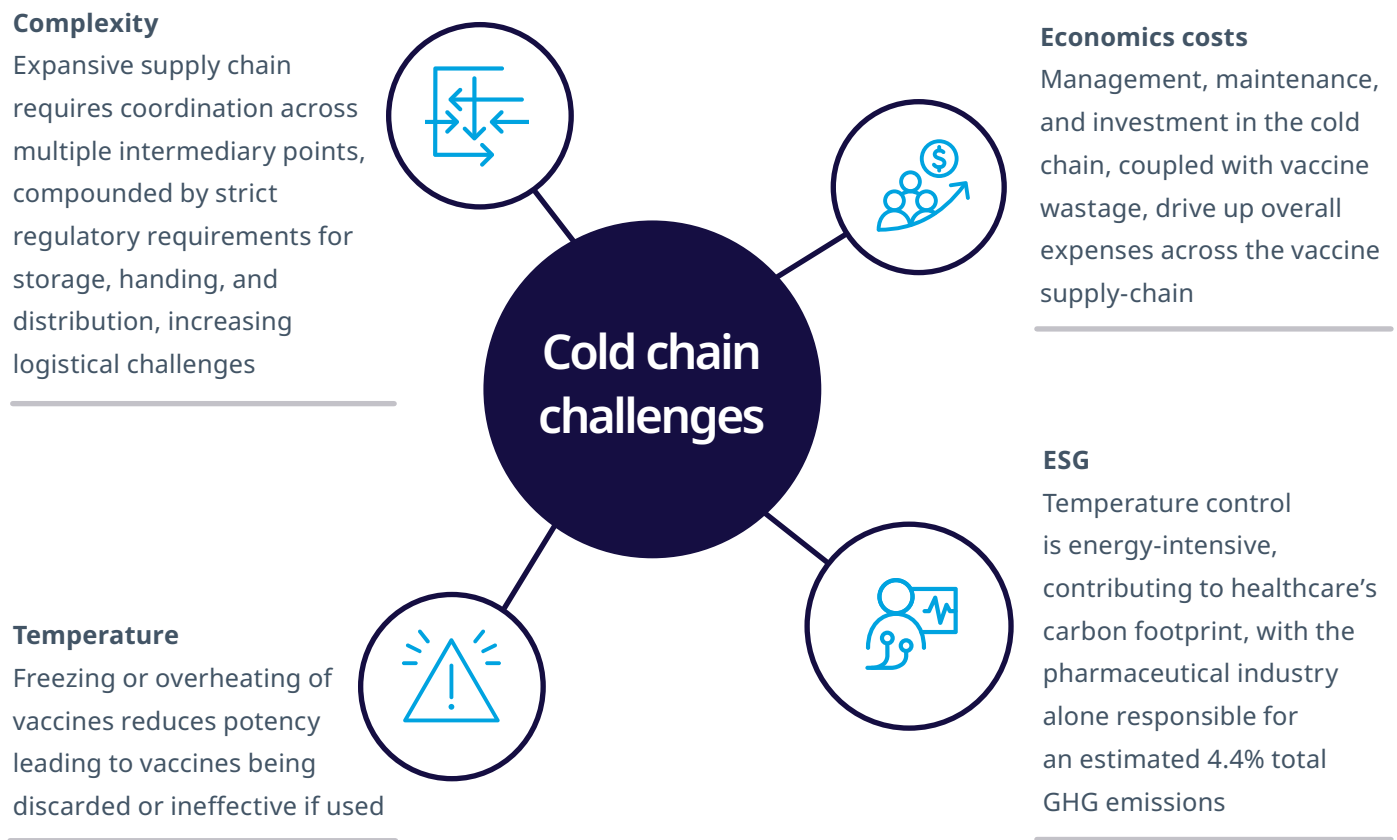 Complexity
Expansive supply chain
requires coordination across
multiple intermediary points,
compounded by strict
regulatory requirements for
storage, handing, and
distribution, increasing
logistical challenges
Economics costs
Management, maintenance,
and investment in the cold
chain, coupled with vaccine
wastage, drive up overall
expenses across the vaccine
supply-chain
$
Cold chain
challenges
Temperature
Freezing or overheating of
vaccines reduces potency
leading to vaccines being
discarded or ineffective if used
ESG
Temperature control
is energy-intensive,
contributing to healthcare’s
carbon footprint, with the
pharmaceutical industry
alone responsible for
an estimated 4.4% total
GHG emissions